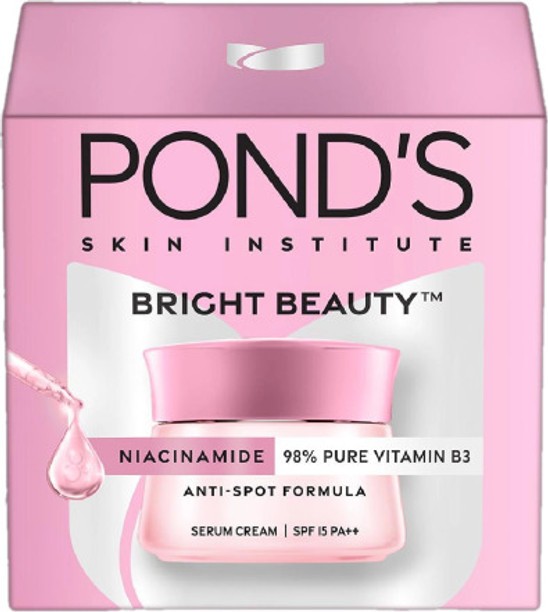 POND'S
SKIN INSTITUTE
BRIGHT BEAUTY™
NIACINAMIDE 98% PURE VITAMIN B3
ANTI-SPOT FORMULA
SERUM CREAM | SPF 15 PA++